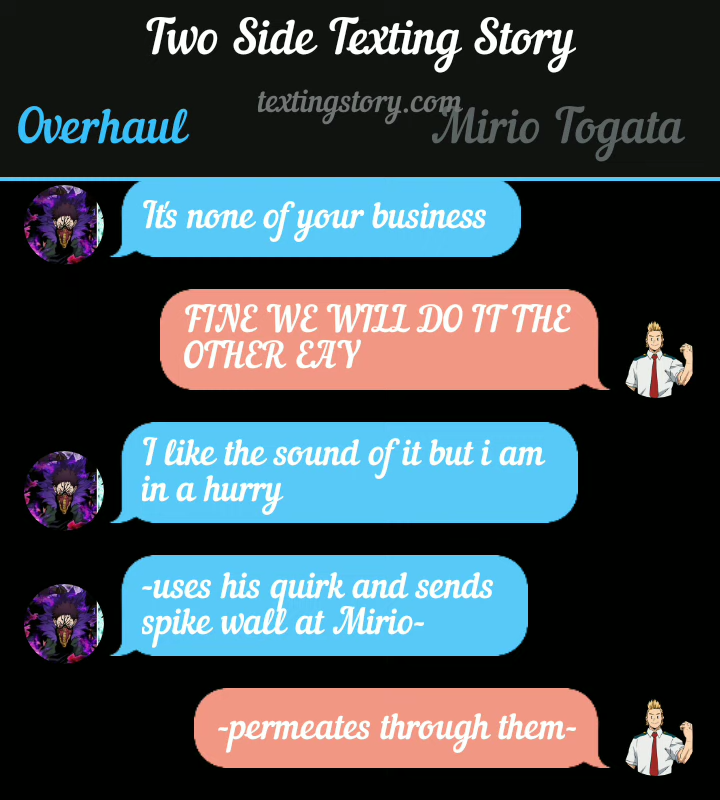 Two Side Texting Story
textingstory.com
Overhaul
Mirio Togata
It's none of your business
FINE WE WILL DO IT THE
OTHER EAY
I like the sound of it but i am
in a hurry
-uses his quirk and sends
spike wall at Mirio-
-permeates through them-